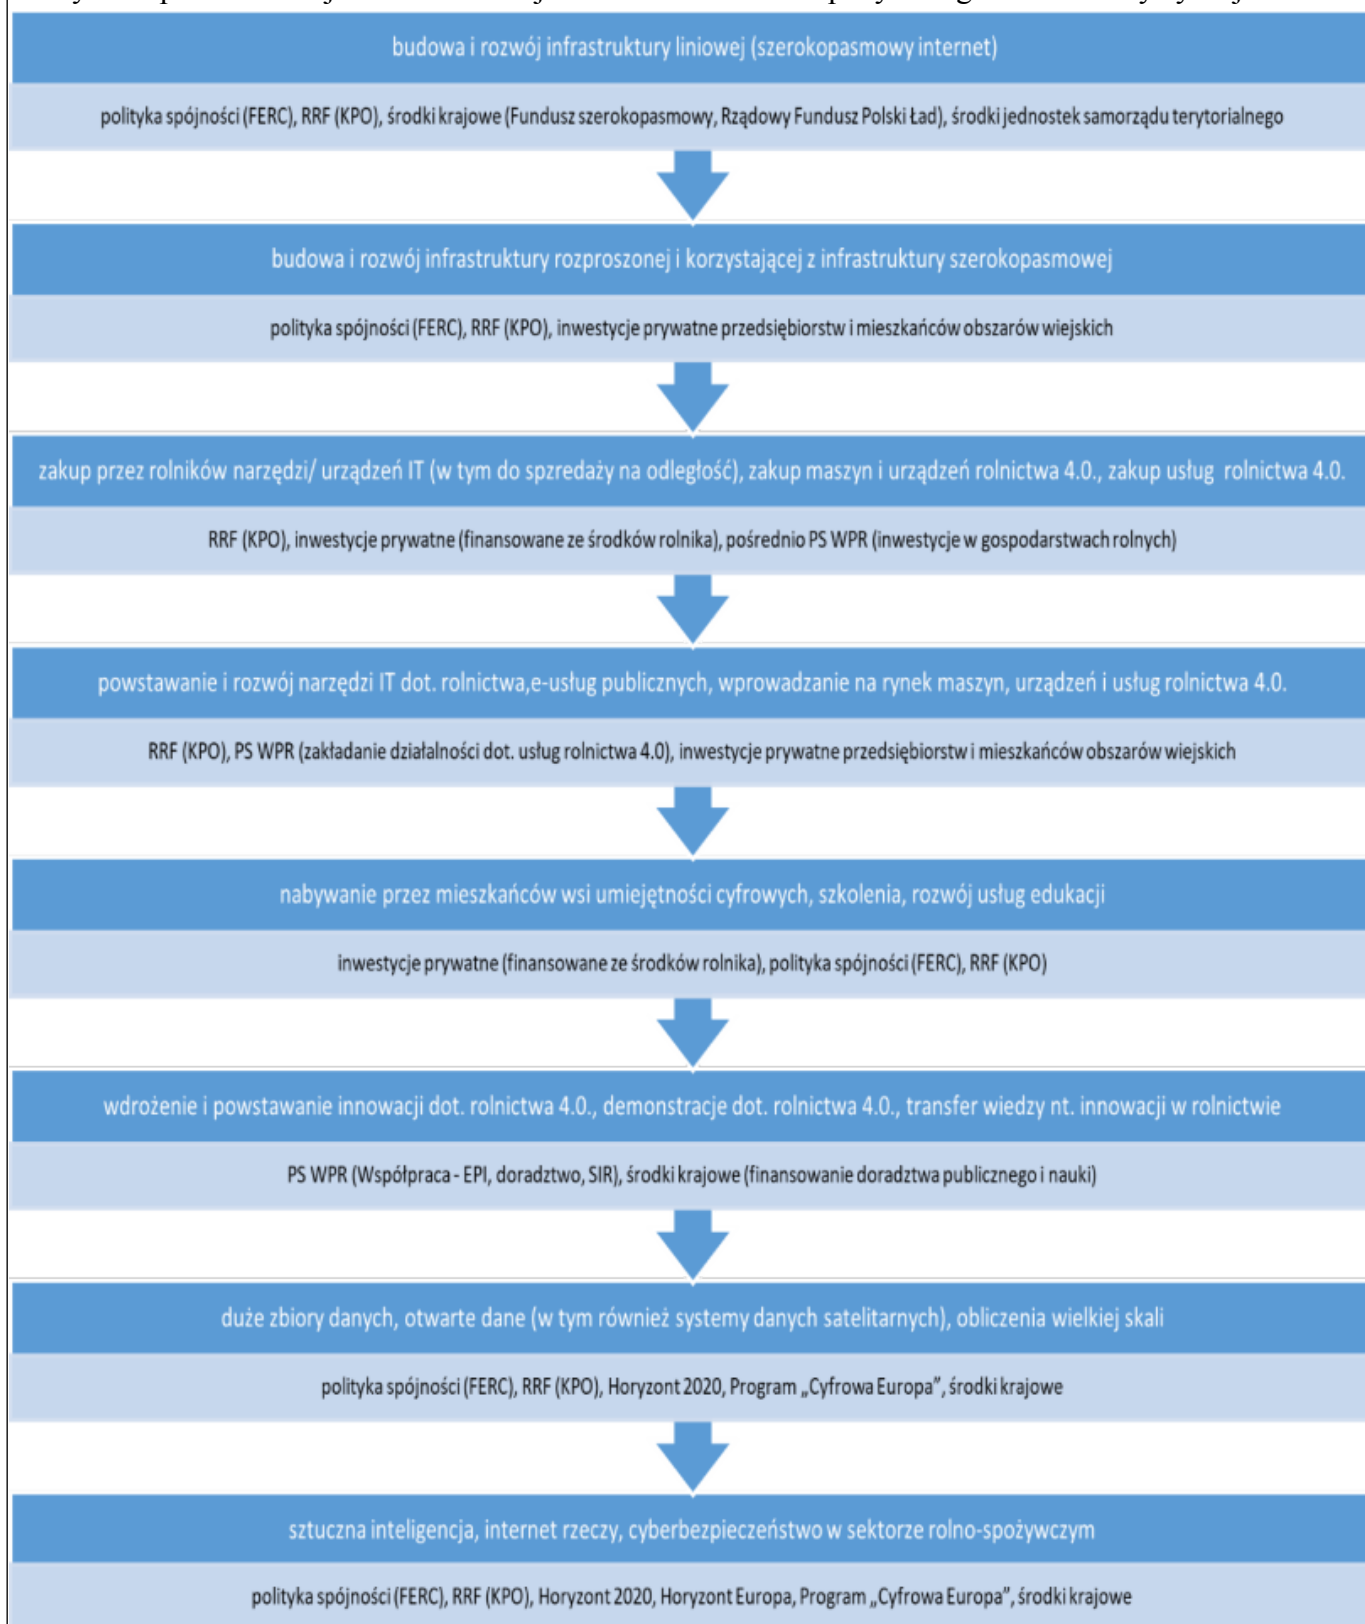 budowa i rozwój infrastruktury liniowej (szerokopasmowy internet)
polityka spójności (FERC), RRF (KPO), środki krajowe (Fundusz szerokopasmowy, Rządowy Fundusz Polski Ład), środki jednostek samorządu terytorialnego
budowa i rozwój infrastruktury rozproszonej i korzystającej z infrastruktury szerokopasmowej
polityka spójności (FERC), RRF (KPO), inwestycje prywatne przedsiębiorstw i mieszkańców obszarów wiejskich
zakup przez rolników narzędzi/ urządzeń IT (w tym do spzredaży na odległość), zakup maszyn i urządzeń rolnictwa 4.0., zakup usług rolnictwa 4.0.
RRF (KPO), inwestycje prywatne (finansowane ze środków rolnika), pośrednio PS WPR (inwestycje w gospodarstwach rolnych)
powstawanie i rozwój narzędzi IT dot. rolnictwa,e-usług publicznych, wprowadzanie na rynek maszyn, urządzeń i usług rolnictwa 4.0.
RRF (KPO), PS WPR (zakładanie działalności dot. usług rolnictwa 4.0), inwestycje prywatne przedsiębiorstw i mieszkańców obszarów wiejskich
nabywanie przez mieszkańców wsi umiejętności cyfrowych, szkolenia, rozwój usług edukacji
inwestycje prywatne (finansowane ze środków rolnika), polityka spójności (FERC), RRF (KPO)
wdrożenie i powstawanie innowacji dot. rolnictwa 4.0., demonstracje dot. rolnictwa 4.0., transfer wiedzy nt. innowacji w rolnictwie
PS WPR (Współpraca - EPI, doradztwo, SIR), środki krajowe (finansowanie doradztwa publicznego i nauki)
duże zbiory danych, otwarte dane (w tym również systemy danych satelitarnych), obliczenia wielkiej skali
polityka spójności (FERC), RRF (KPO), Horyzont 2020, Program „Cyfrowa Europa”, środki krajowe
sztuczna inteligencja, internet rzeczy, cyberbezpieczeństwo w sektorze rolno-spożywczym
polityka spójności (FERC), RRF (KPO), Horyzont 2020, Horyzont Europa, Program „Cyfrowa Europa”, środki krajowe